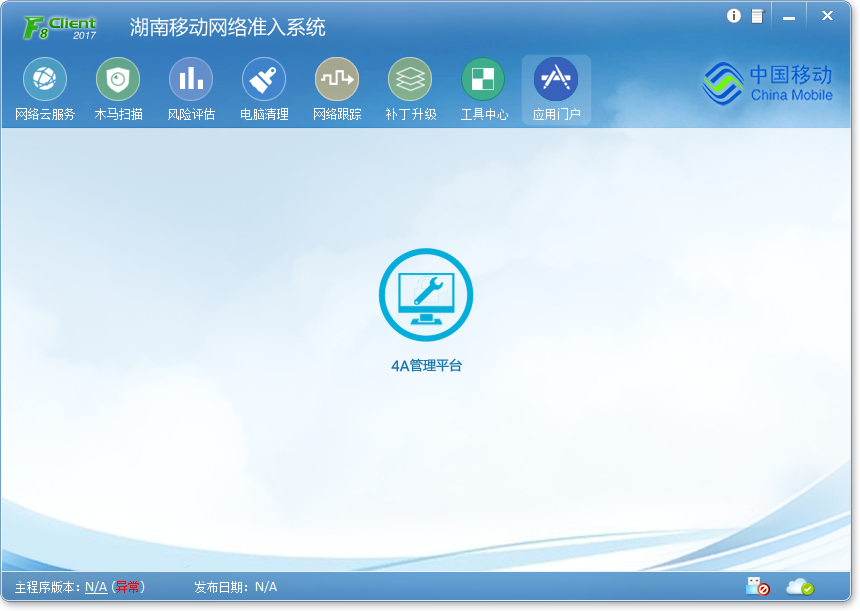 F8 Client 2017
湖南移动网络准入系统
网络云服务
木马扫描
风险评估
电脑清理
网络跟踪
补丁升级
工具中心
应用门户
中国移动
China Mobile
4A管理平台
主程序版本：N/A (异常)
发布日期：N/A